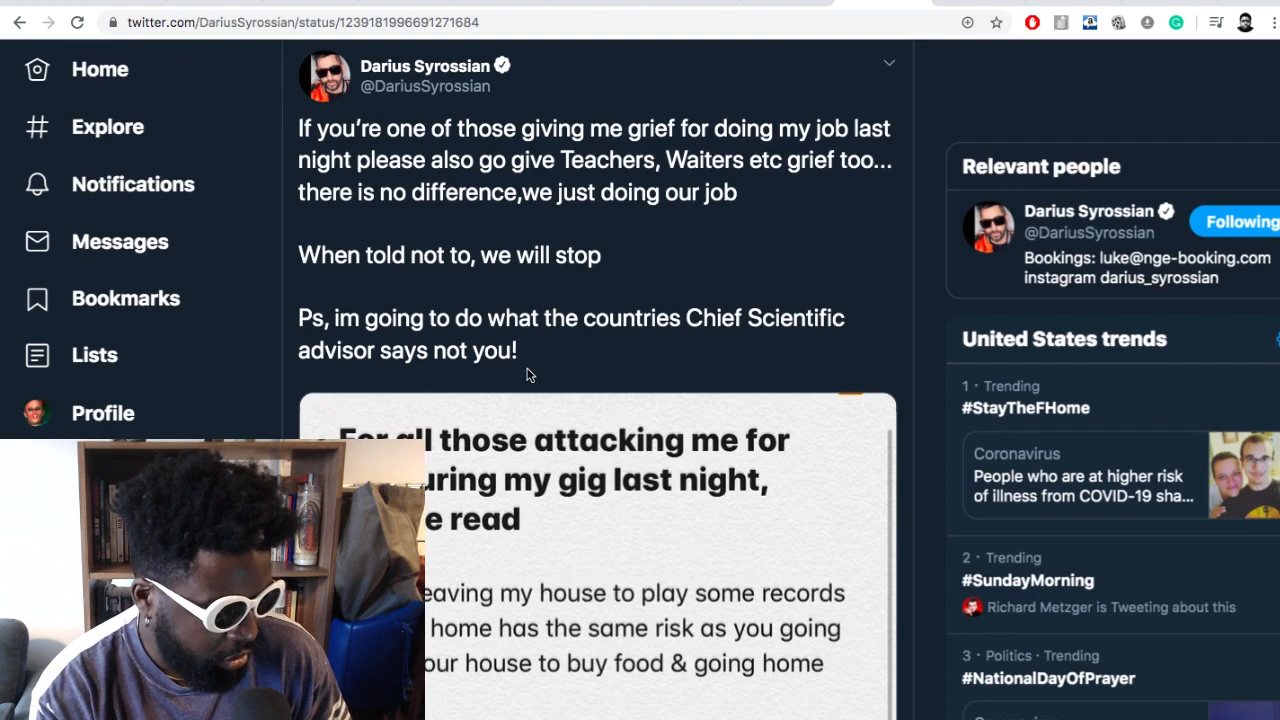 twitter.com/DariusSyrossian/status/1239181996691271684
Home
Explore
Notifications
Messages
Bookmarks
Lists
Profile
Darius Syrossian
@DariusSyrossian
If you’re one of those giving me grief for doing my job last
night please also go give Teachers, Waiters etc grief too...
there is no difference,we just doing our job
When told not to, we will stop
Ps, im going to do what the countries Chief Scientific
advisor says not you!
all those attacking me for
my gig last night,
read
my house to play some records
home has the same risk as you going
house to buy food & going home
Relevant people
Darius Syrossian
@DariusSyrossian
Following
Bookings: luke@nge-booking.com
instagram darius_syrossian
United States trends
1 · Trending
#StayTheFHome
Coronavirus
People who are at higher risk
of illness from COVID-19 sha...
2 · Trending
#SundayMorning
Richard Metzger is Tweeting about this
3 · Politics · Trending
#NationalDayOfPrayer